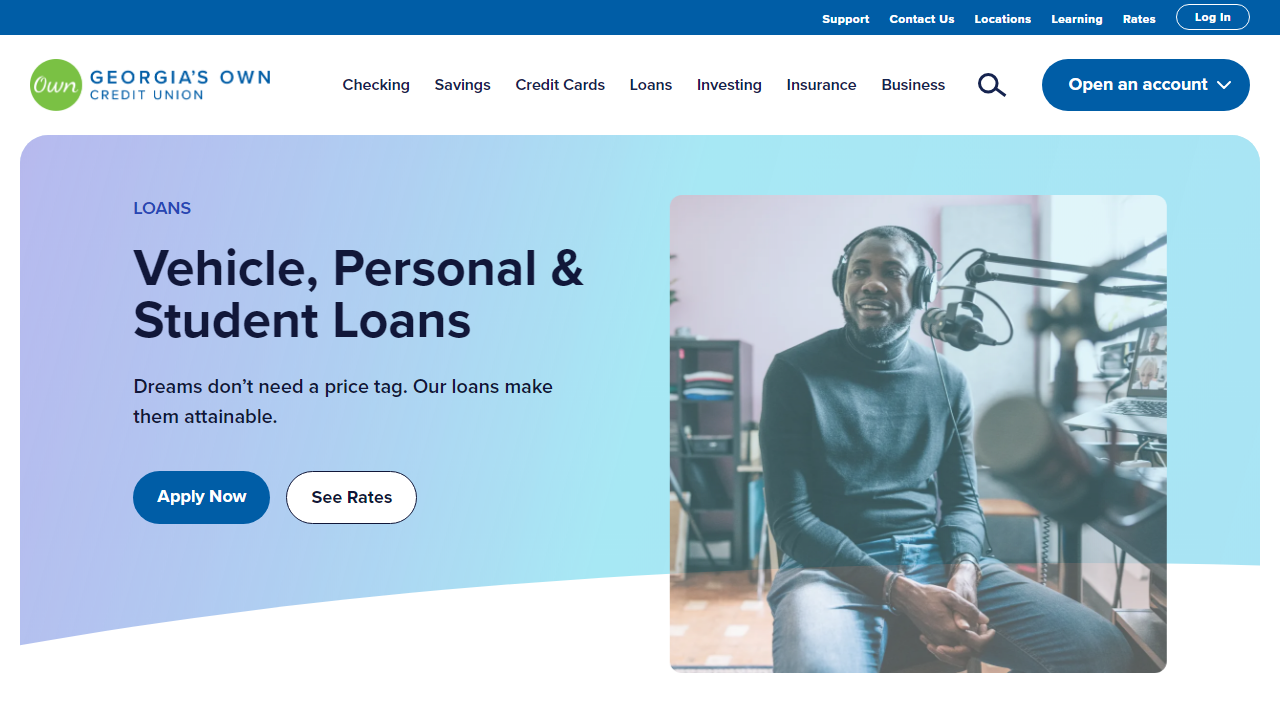 Support Contact Us Locations Learning Rates Log In
Own GEORGIA'S OWN
CREDIT UNION
Checking Savings Credit Cards Loans Investing Insurance Business Open an account
LOANS
Vehicle, Personal &
Student Loans
Dreams don’t need a price tag. Our loans make
them attainable.
Apply Now See Rates